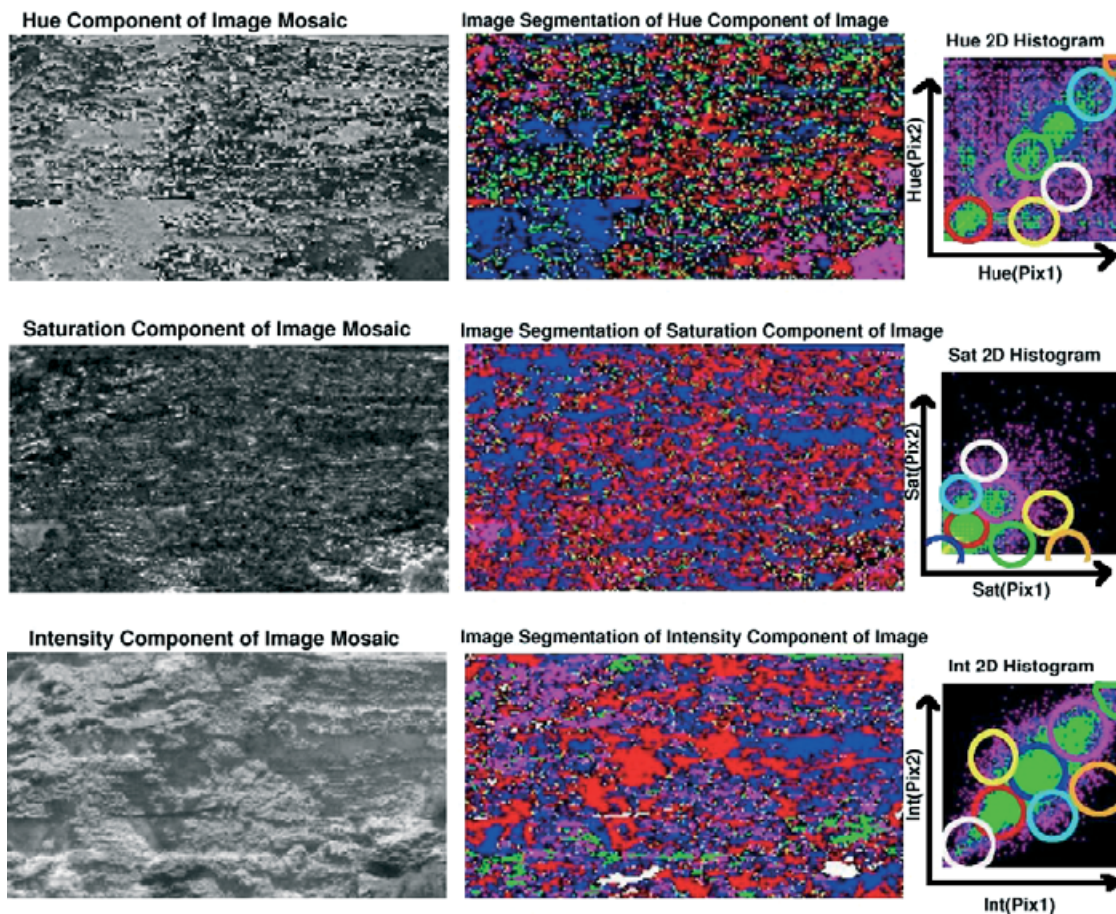 Hue Component of Image Mosaic
Image Segmentation of Hue Component of Image
Hue 2D Histogram
Hue(Pix2)
Hue(Pix1)
Saturation Component of Image Mosaic
Image Segmentation of Saturation Component of Image
Sat 2D Histogram
Sat(Pix2)
Sat(Pix1)
Intensity Component of Image Mosaic
Image Segmentation of Intensity Component of Image
Int 2D Histogram
Int(Pix2)
Int(Pix1)